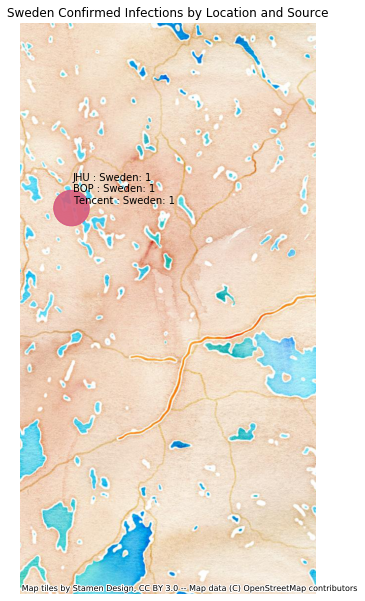 Sweden Confirmed Infections by Location and Source
JHU : Sweden: 1
BOP : Sweden: 1
Tencent : Sweden: 1
Map tiles by Stamen Design, CC BY 3.0 -- Map data (C) OpenStreetMap contributors